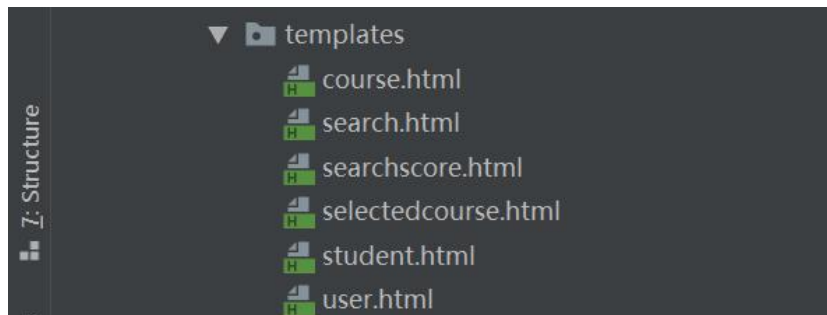 templates
course.html
search.html
searchscore.html
selectedcourse.html
student.html
user.html
7: Structure